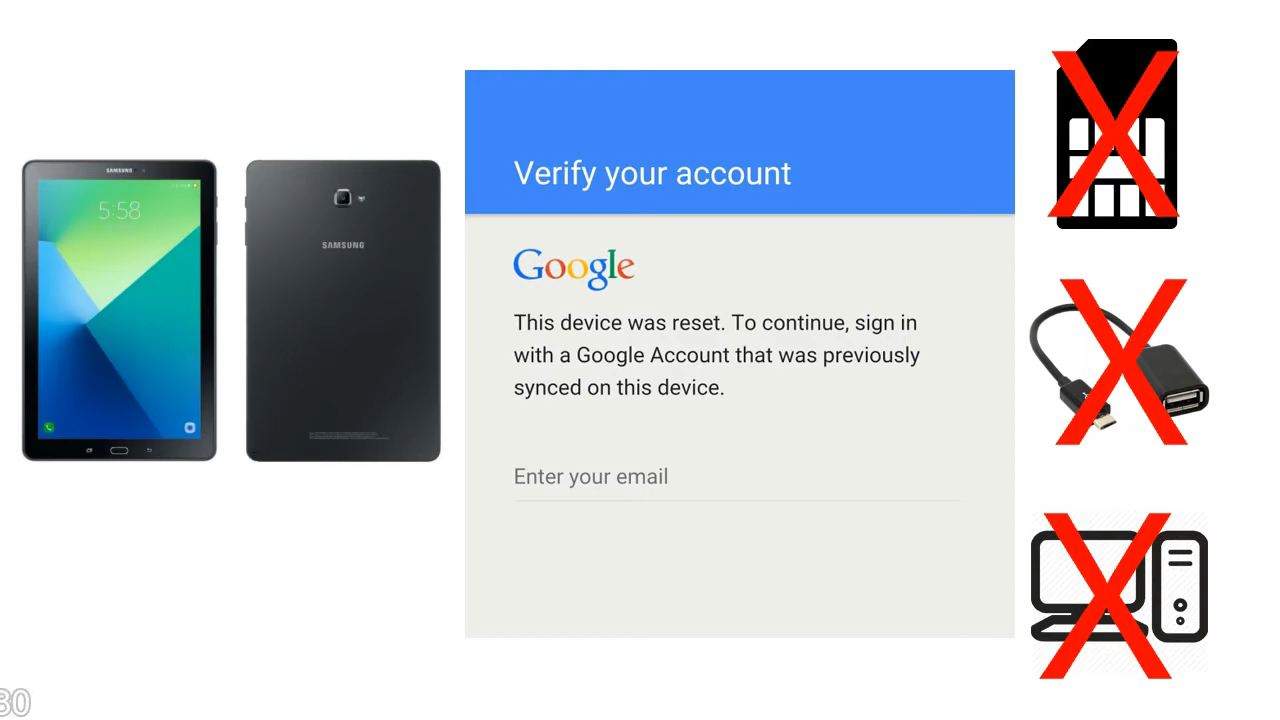 SAMSUNG
5:58
SAMSUNG
Verify your account
Google
This device was reset. To continue, sign in
with a Google Account that was previously
synced on this device.
Enter your email
30